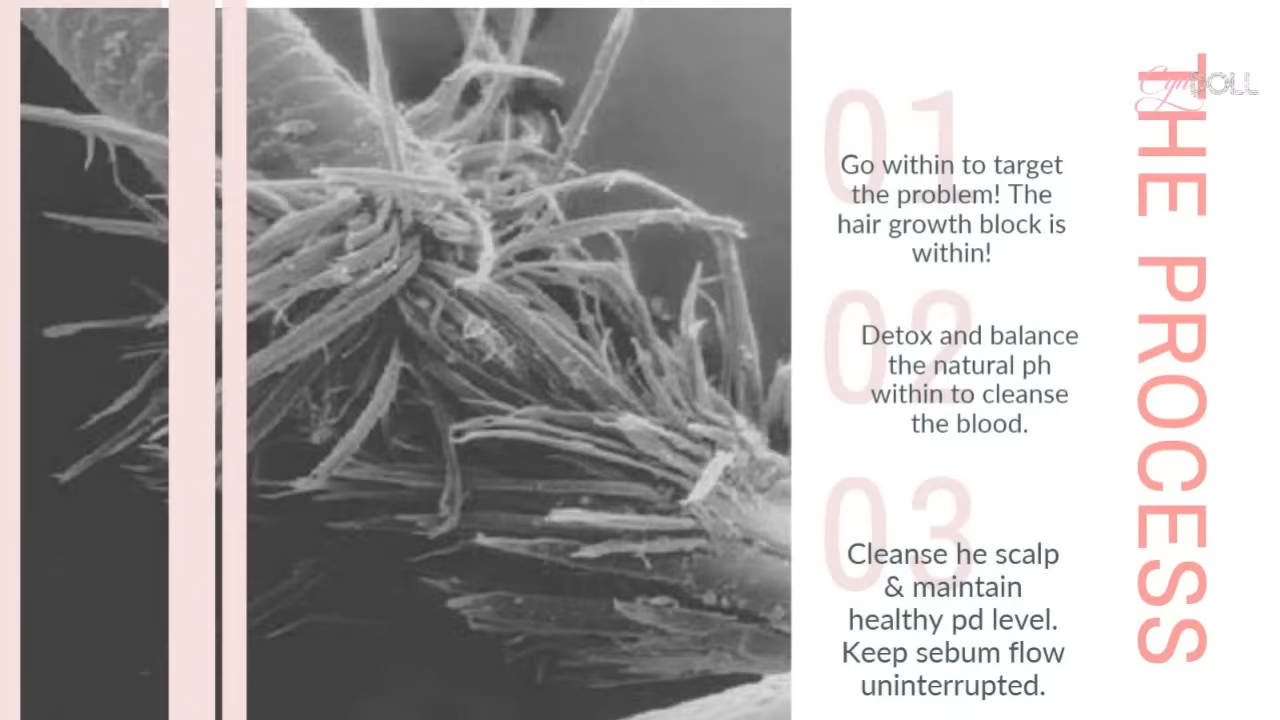 01
Go within to target
the problem! The
hair growth block is
within!
02
Detox and balance
the natural ph
within to cleanse
the blood.
03
Cleanse he scalp
& maintain
healthy pd level.
Keep sebum flow
uninterrupted.
THE PROCESS
Cyn DOLL